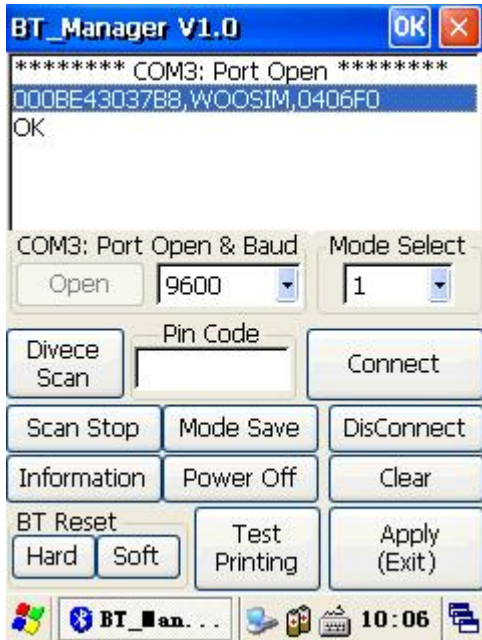 BT_Manager V1.0 OK
******** COM3: Port Open ********
000BE43037B8,WOOSIM,0406F0
OK
COM3: Port Open & Baud
Mode Select
Open
9600
1
Divece
Scan
Pin Code
Connect
Scan Stop
Mode Save
DisConnect
Information
Power Off
Clear
BT Reset
Hard
Soft
Test
Printing
Apply
(Exit)
BT_Man...
10:06